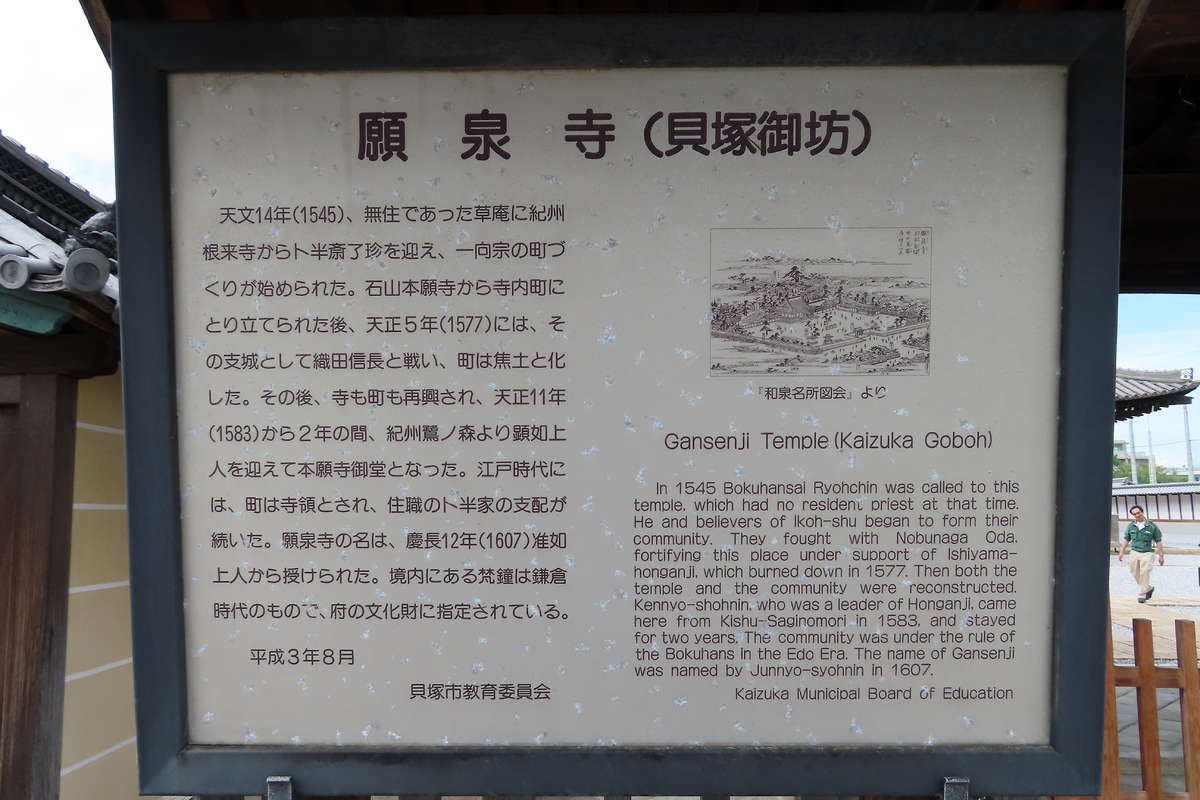 願泉寺(貝塚御坊)
天文14年(1545)、無住であった草庵に紀州
根来寺から卜半斎了珍を迎え、一向宗の町づ
くりが始められた。石山本願寺から寺内町に
とり立てられた後、天正5年(1577)には、そ
の支城として織田信長と戦い、町は焦土と化
した。その後、寺も町も再興され、天正11年
(1583)から2年の間、紀州鷺ノ森より顕如上
人を迎えて本願寺御堂となった。江戸時代に
は、町は寺領とされ、住職の卜半家の支配が
続いた。願泉寺の名は、慶長12年(1607)准如
上人から授けられた。境内にある梵鐘は鎌倉
時代のもので、府の文化財に指定されている。
平成3年8月
貝塚市教育委員会
『和泉名所図会』より
Gansenji Temple (Kaizuka Goboh)
In 1545 Bokuhansai Ryohchin was called to this
temple, which had no resident priest at that time.
He and believers of Ikoh-shu began to form their
community. They fought with Nobunaga Oda,
fortifying this place under support of Ishiyama-
honganji, which burned down in 1577. Then both the
temple and the community were reconstructed.
Kennyo-shohnin, who was a leader of Honganji, came
here from Kishu-Saginomori in 1583, and stayed
for two years. The community was under the rule of
the Bokuhans in the Edo Era. The name of Gansenji
was named by Junnyo-syohnin in 1607.
Kaizuka Municipal Board of Education